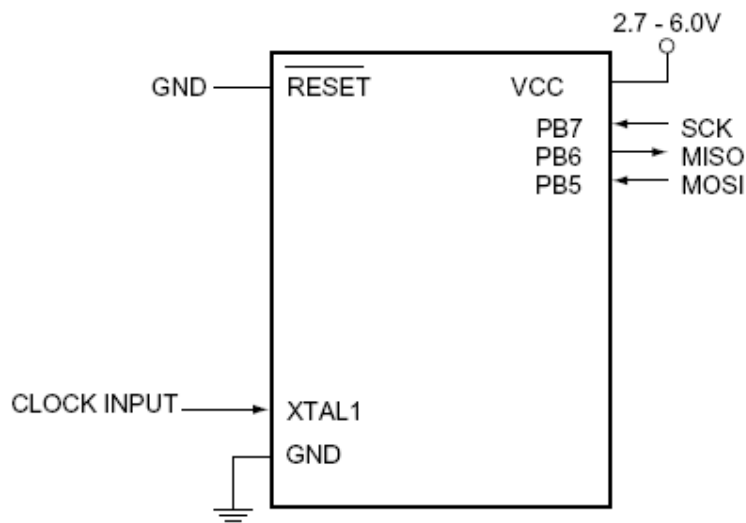 2.7 - 6.0V
GND RESET VCC
PB7 SCK
PB6 MISO
PB5 MOSI
CLOCK INPUT XTAL1
GND